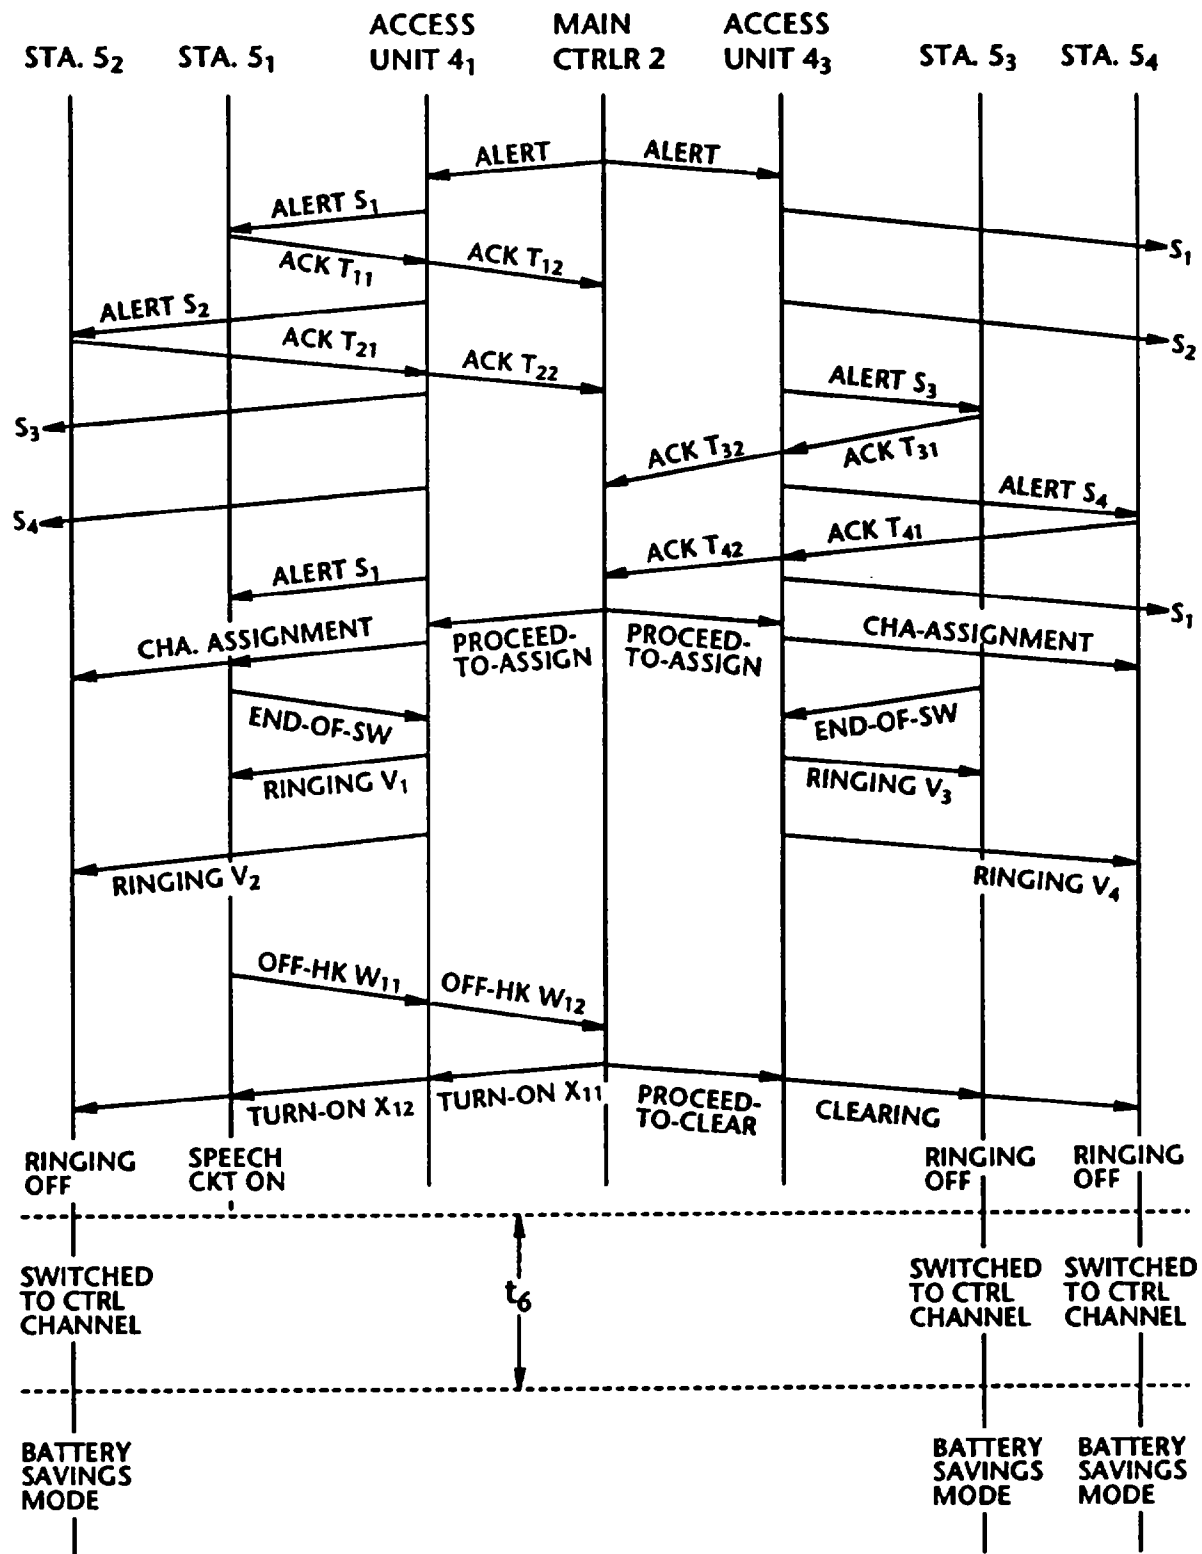 STA. 5₂
STA. 5₁
ACCESS
UNIT 4₁
MAIN
CTRLR 2
ACCESS
UNIT 4₃
STA. 5₃
STA. 5₄
ALERT
ALERT
ALERT S₁
S₁
ACK T₁₁
ACK T₁₂
ALERT S₂
ACK T₂₁
ACK T₂₂
S₂
ALERT S₃
S₃
ACK T₃₂
ACK T₃₁
ALERT S₄
S₄
ACK T₄₂
ACK T₄₁
ALERT S₁
S₁
CHA. ASSIGNMENT
PROCEED-
TO-ASSIGN
PROCEED-
TO-ASSIGN
CHA-ASSIGNMENT
END-OF-SW
END-OF-SW
RINGING V₁
RINGING V₃
RINGING V₂
RINGING V₄
OFF-HK W₁₁
OFF-HK W₁₂
TURN-ON X₁₂
TURN-ON X₁₁
PROCEED-
TO-CLEAR
CLEARING
RINGING
OFF
SPEECH
CKT ON
RINGING
OFF
RINGING
OFF
SWITCHED
TO CTRL
CHANNEL
t₆
SWITCHED
TO CTRL
CHANNEL
SWITCHED
TO CTRL
CHANNEL
BATTERY
SAVINGS
MODE
BATTERY
SAVINGS
MODE
BATTERY
SAVINGS
MODE